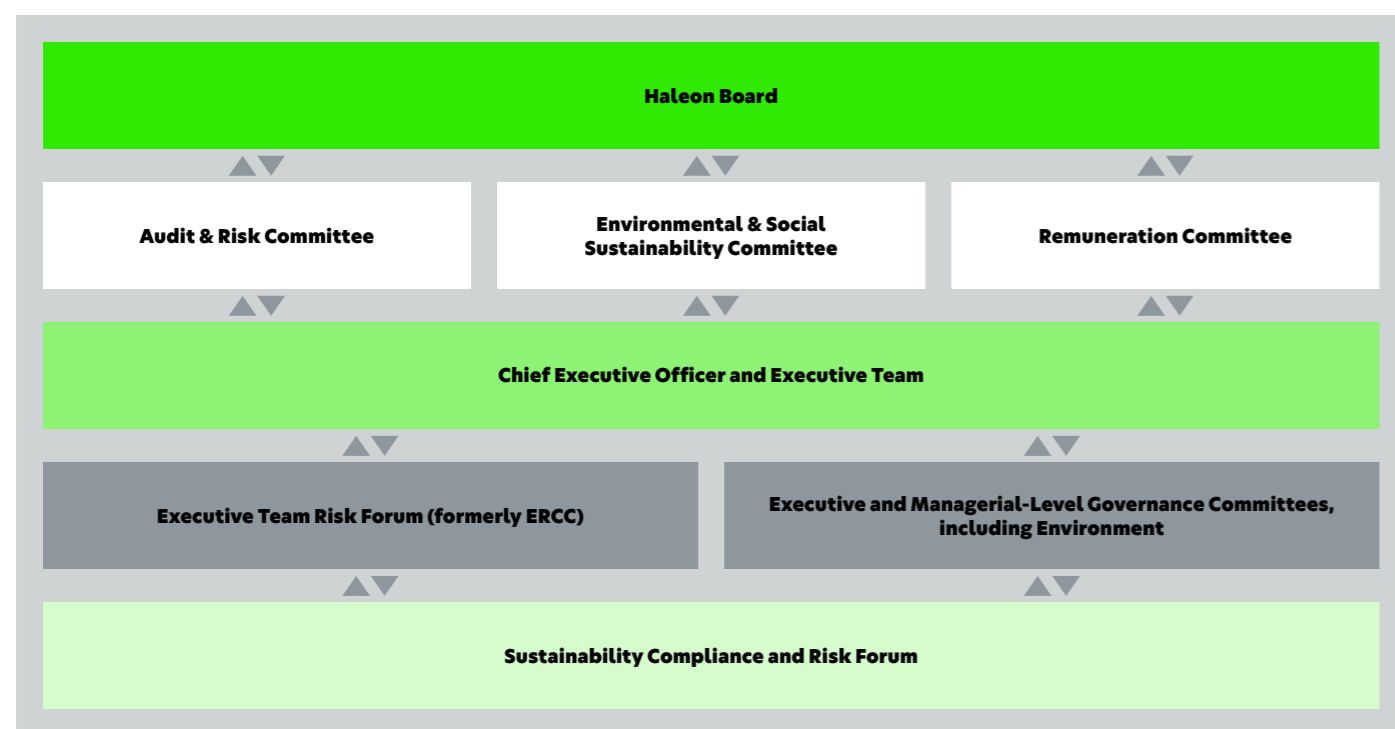 Haleon Board
Audit & Risk Committee
Environmental & Social
Sustainability Committee
Remuneration Committee
Chief Executive Officer and Executive Team
Executive Team Risk Forum (formerly ERCC)
Executive and Managerial-Level Governance Committees,
including Environment
Sustainability Compliance and Risk Forum